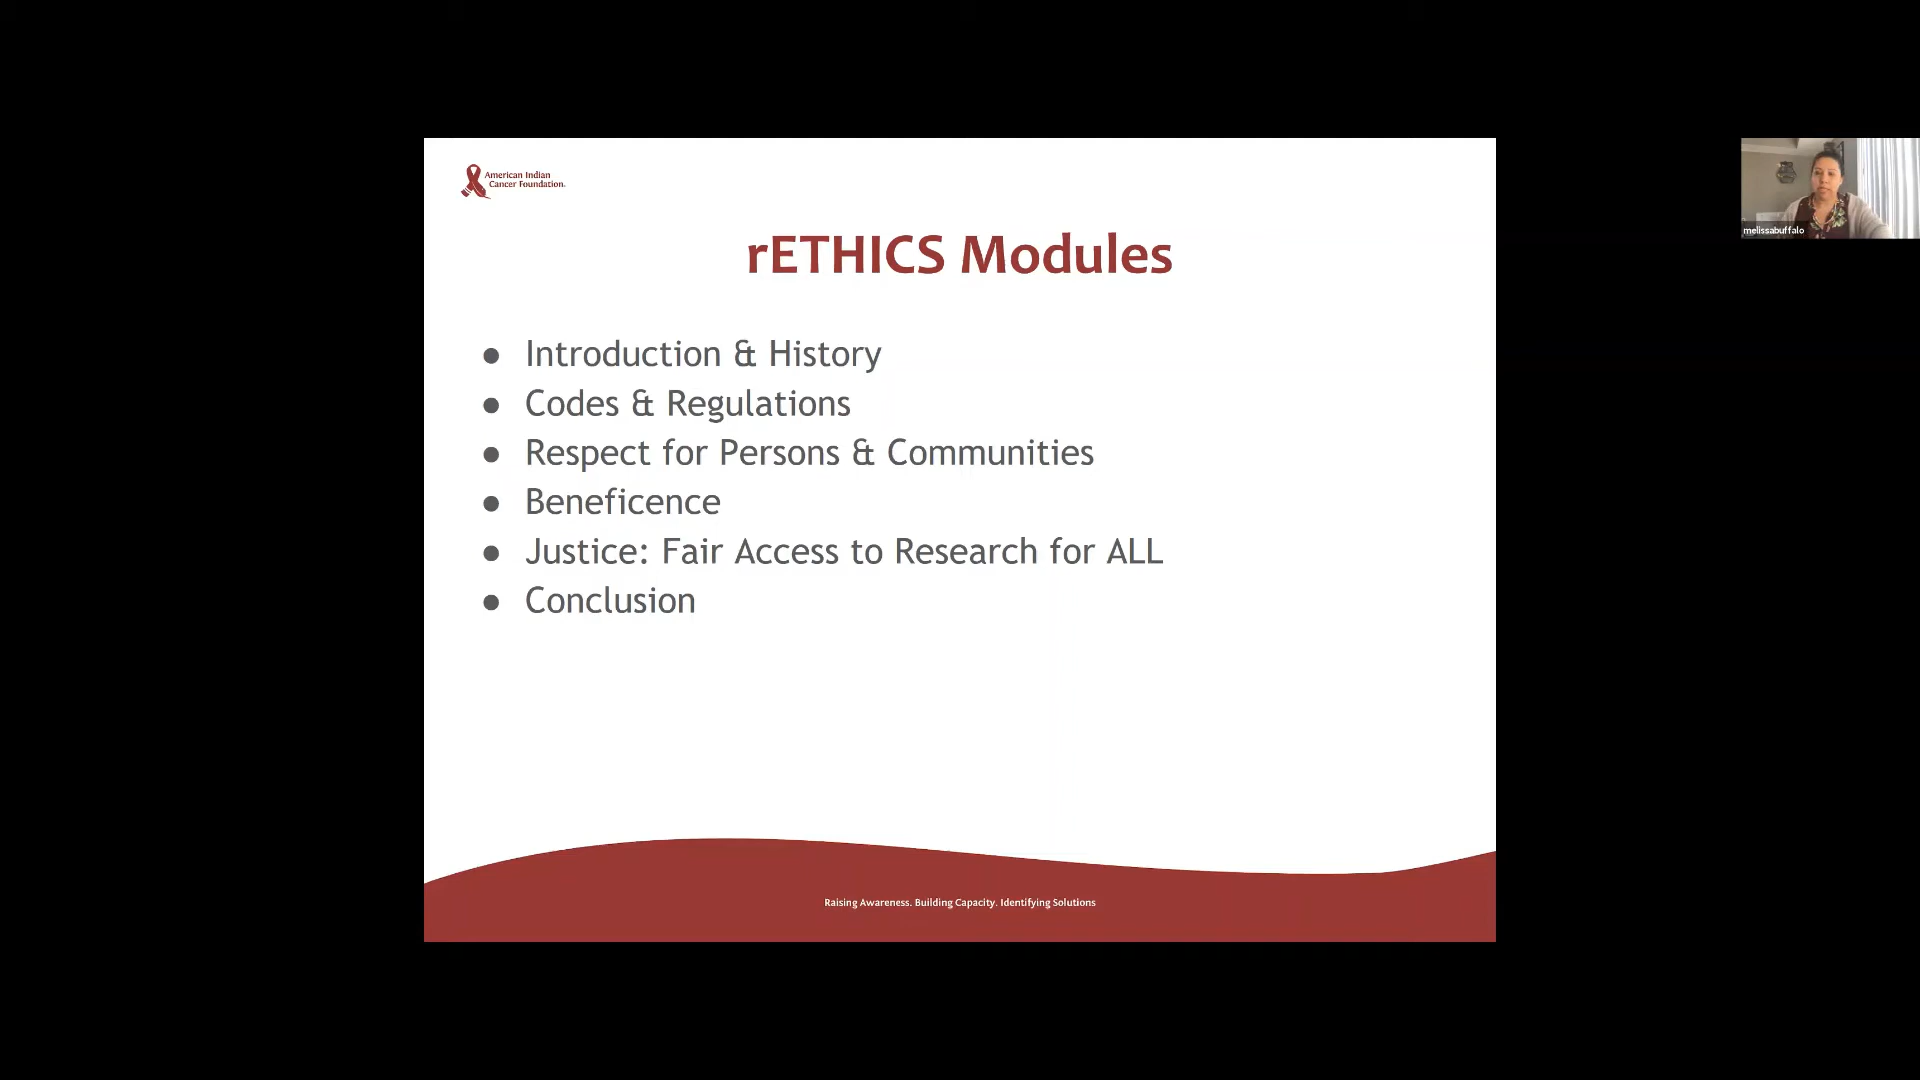 American Indian
Cancer Foundation.
rETHICS Modules
● Introduction & History
● Codes & Regulations
● Respect for Persons & Communities
● Beneficence
● Justice: Fair Access to Research for ALL
● Conclusion
Raising Awareness. Building Capacity. Identifying Solutions
melissabuffalo